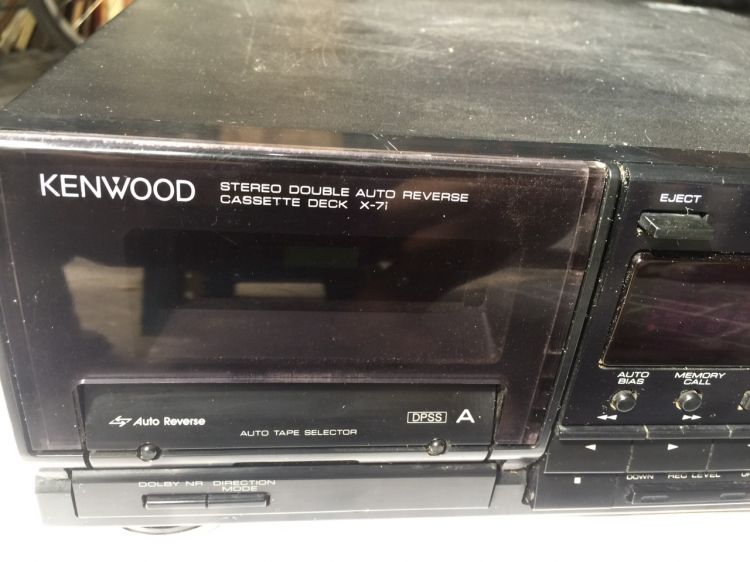 KENWOOD
STEREO DOUBLE AUTO REVERSE
CASSETTE DECK X-7i
EJECT
AUTO
BIAS
MEMORY
CALL
Auto Reverse
AUTO TAPE SELECTOR
DPSS A
DOLBY NR
DIRECTION
MODE
DOWN REC LEVEL